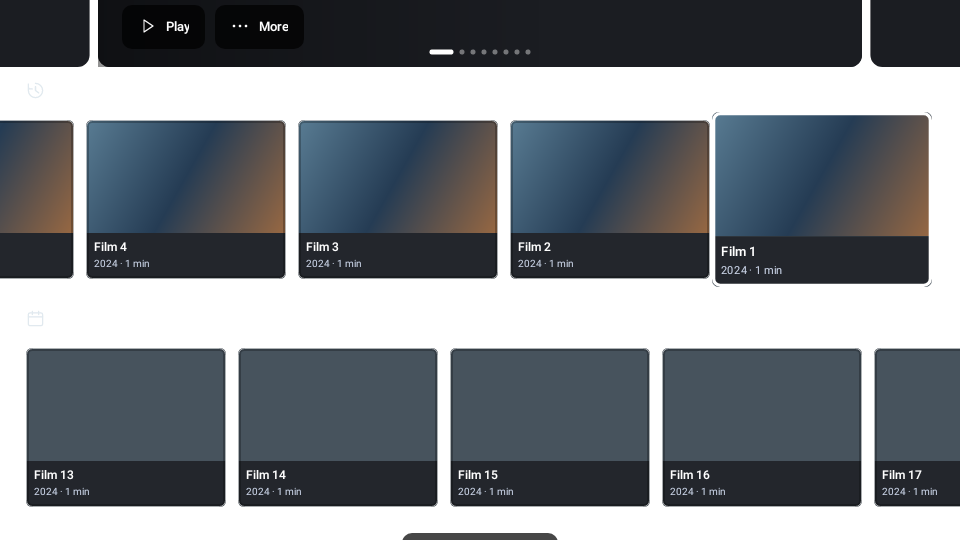 Play
More
Film 4
2024 · 1 min
Film 3
2024 · 1 min
Film 2
2024 · 1 min
Film 1
2024 · 1 min
Film 13
2024 · 1 min
Film 14
2024 · 1 min
Film 15
2024 · 1 min
Film 16
2024 · 1 min
Film 17
2024 · 1 min